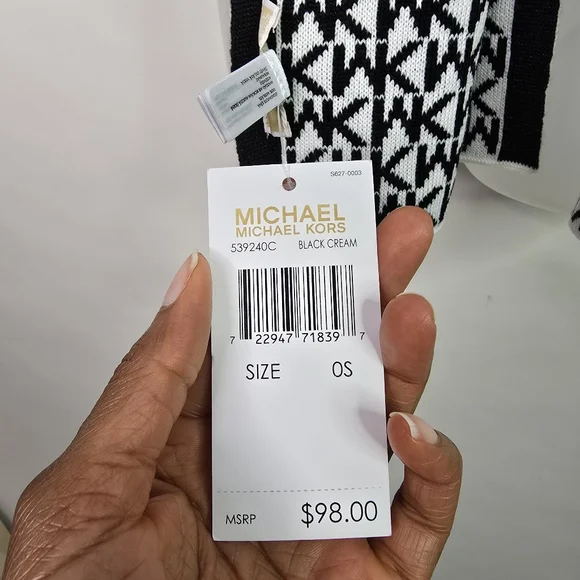 S627-0003
MICHAEL
MICHAEL KORS
539240C BLACK CREAM
7 22947 71839 7
SIZE OS
MSRP $98.00